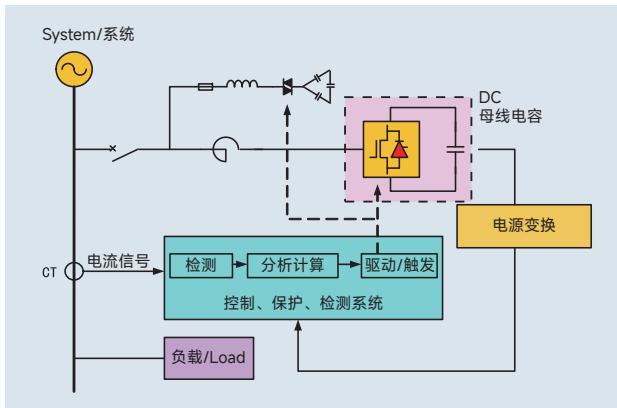 System/系统
DC
母线电容
电源变换
CT
电流信号
检测
分析计算
驱动/触发
控制、保护、检测系统
负载/Load